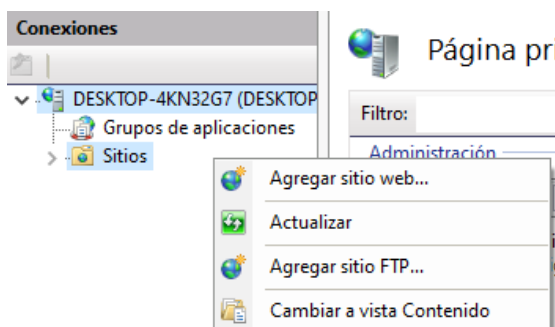 Conexiones
DESKTOP-4KN32G7 (DESKTOP
Grupos de aplicaciones
Sitios
Página pri
Filtro:
Administración
Agregar sitio web...
Actualizar
Agregar sitio FTP...
Cambiar a vista Contenido